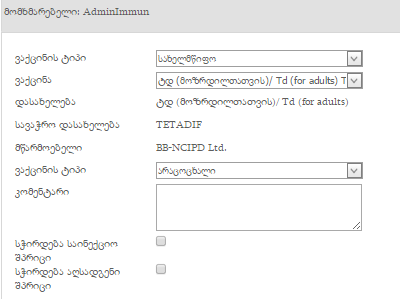 მომხმარებელი: AdminImmun
ვაქცინის ტიპი სახელმწიფო
ვაქცინა ტდ (მოზრდილთათვის)/ Td (for adults) T
დასახელება ტდ (მოზრდილთათვის)/ Td (for adults)
სავაჭრო დასახელება TETADIF
მწარმოებელი BB-NCIPD Ltd.
ვაქცინის ტიპი არაცოცხალი
კომენტარი
სჭირდება საინექციო
შპრიცი
სჭირდება აღსადგენი
შპრიცი